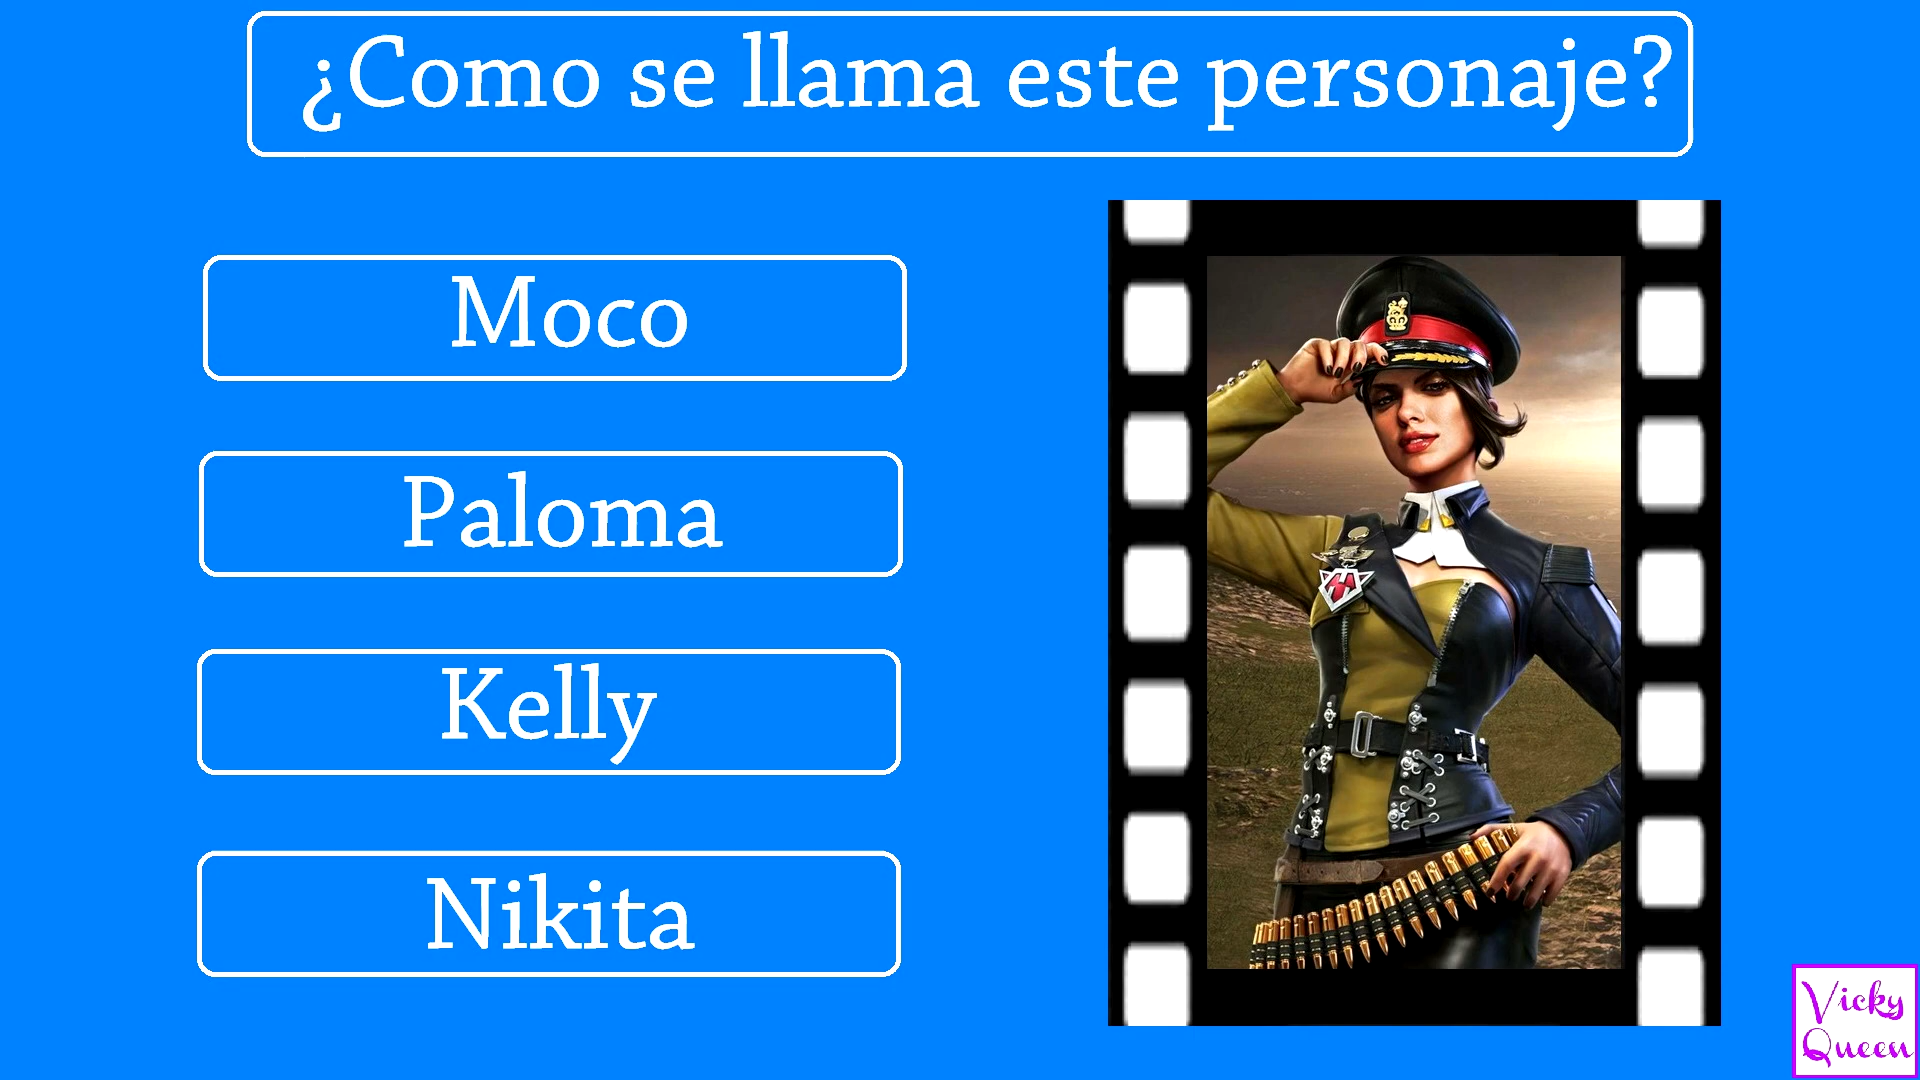 ¿Como se llama este personaje?
Moco
Paloma
Kelly
Nikita
Vicky
Queen